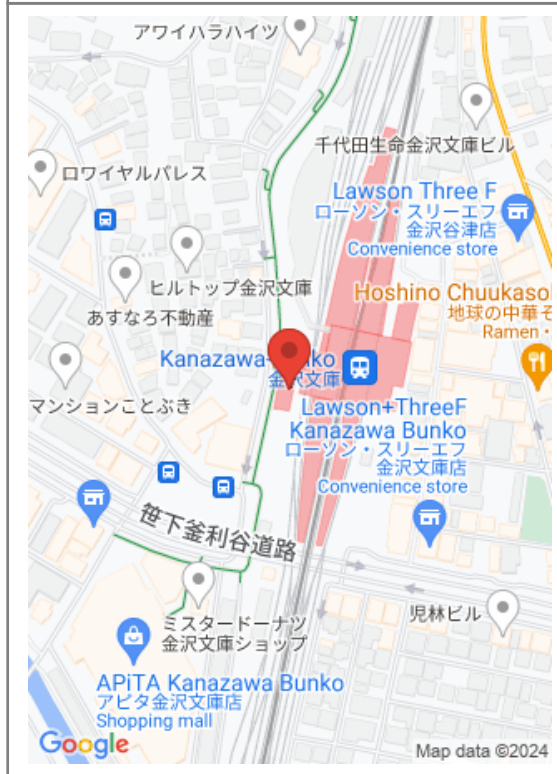 アワイハラハイツ
千代田生命金沢文庫ビル
ロワイヤルパレス
Lawson Three F
ローソン・スリーエフ
金沢谷津店
Convenience store
ヒルトップ金沢文庫
あすなろ不動産
Hoshino Chuukasoba
地球の中華そ
Ramen・
Kanazawa-Bunko
金沢文庫
マンションことぶき
Lawson+ThreeF
Kanazawa Bunko
ローソン・スリーエフ
金沢文庫店
Convenience store
笹下釜利谷道路
ミスタードーナツ
金沢文庫ショップ
児林ビル
APiTA Kanazawa Bunko
アピタ金沢文庫店
Shopping mall
Google
Map data ©2024